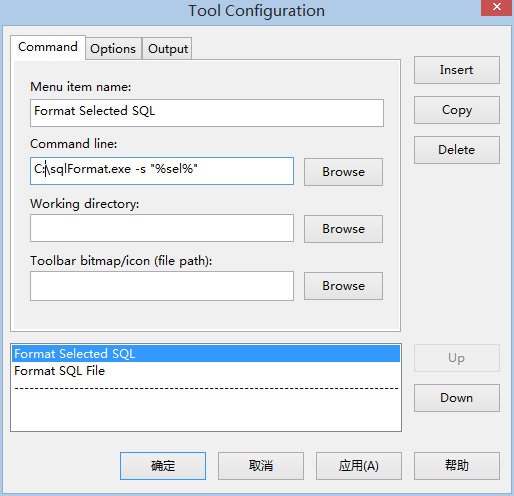 Tool Configuration
Command
Options
Output
Insert
Menu item name:
Format Selected SQL
Copy
Command line:
C:\sqlFormat.exe -s "%sel%"
Browse
Delete
Working directory:
Browse
Toolbar bitmap/icon (file path):
Browse
Format Selected SQL
Format SQL File
Up
Down
确定
取消
应用(A)
帮助